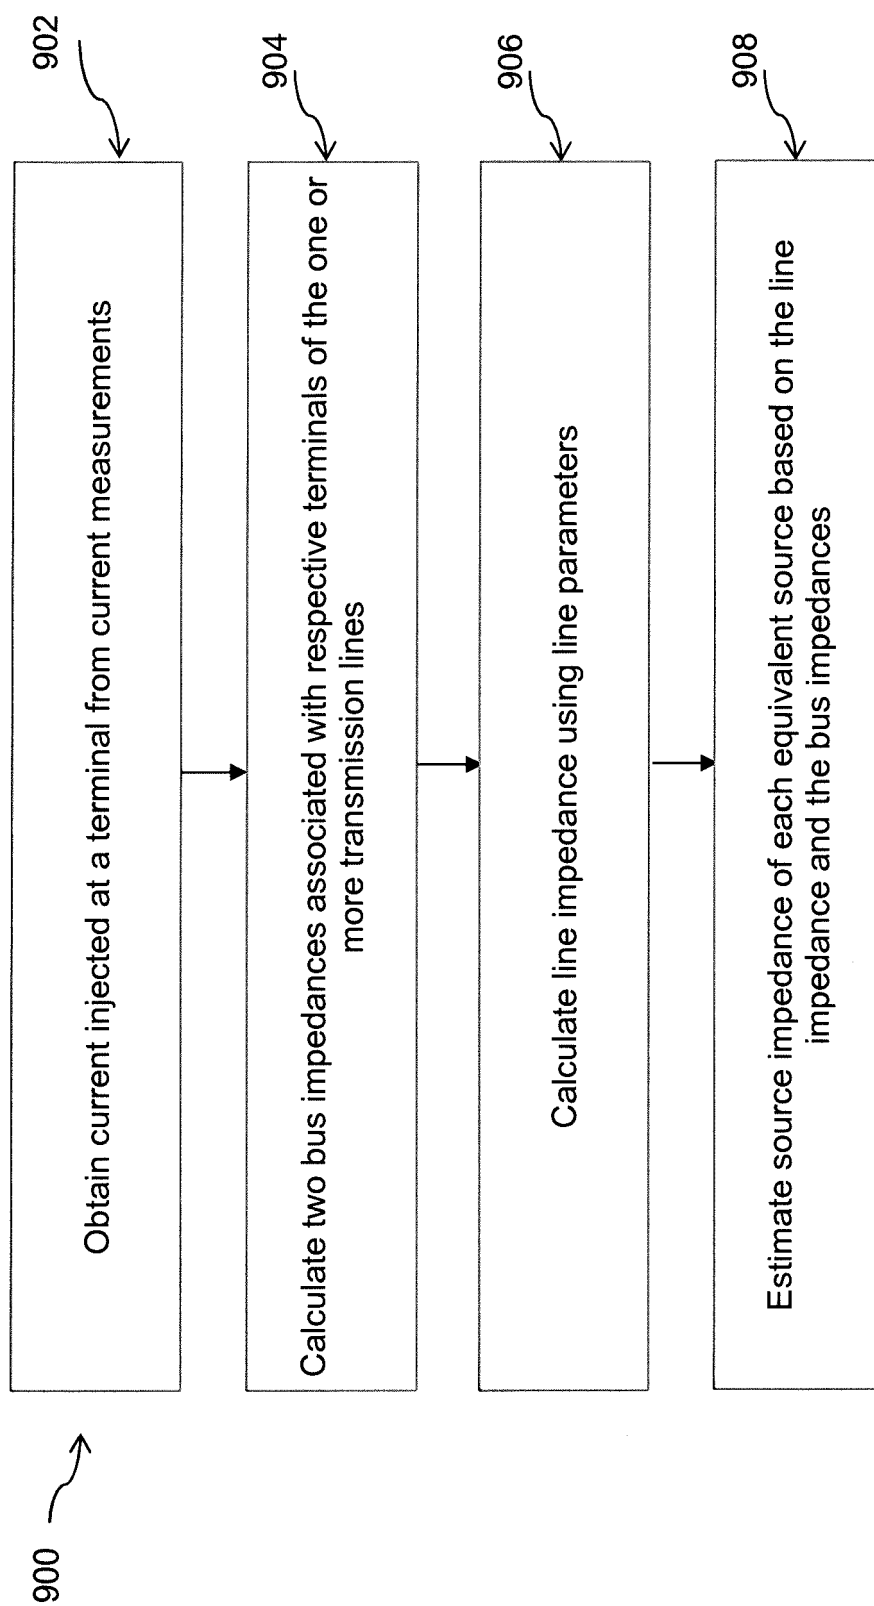 900
902
Obtain current injected at a terminal from current measurements
904
Calculate two bus impedances associated with respective terminals of the one or
more transmission lines
906
Calculate line impedance using line parameters
908
Estimate source impedance of each equivalent source based on the line
impedance and the bus impedances